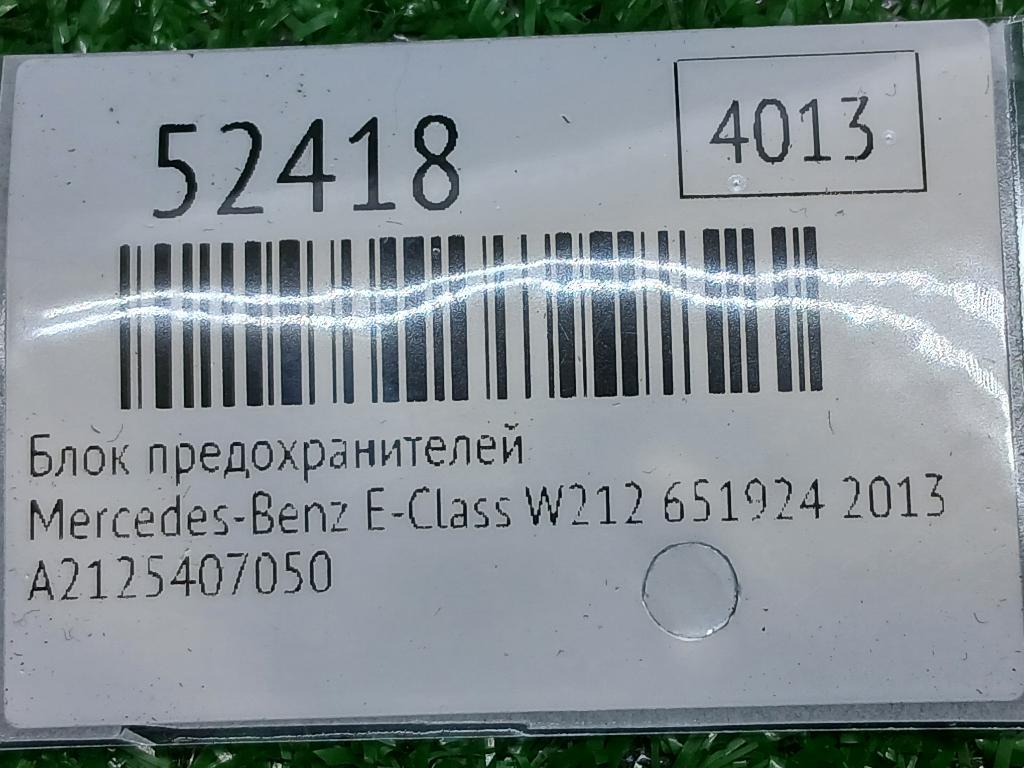 52418
4013
Блок предохранителей
Mercedes-Benz E-Class W212 651924 2013
A2125407050